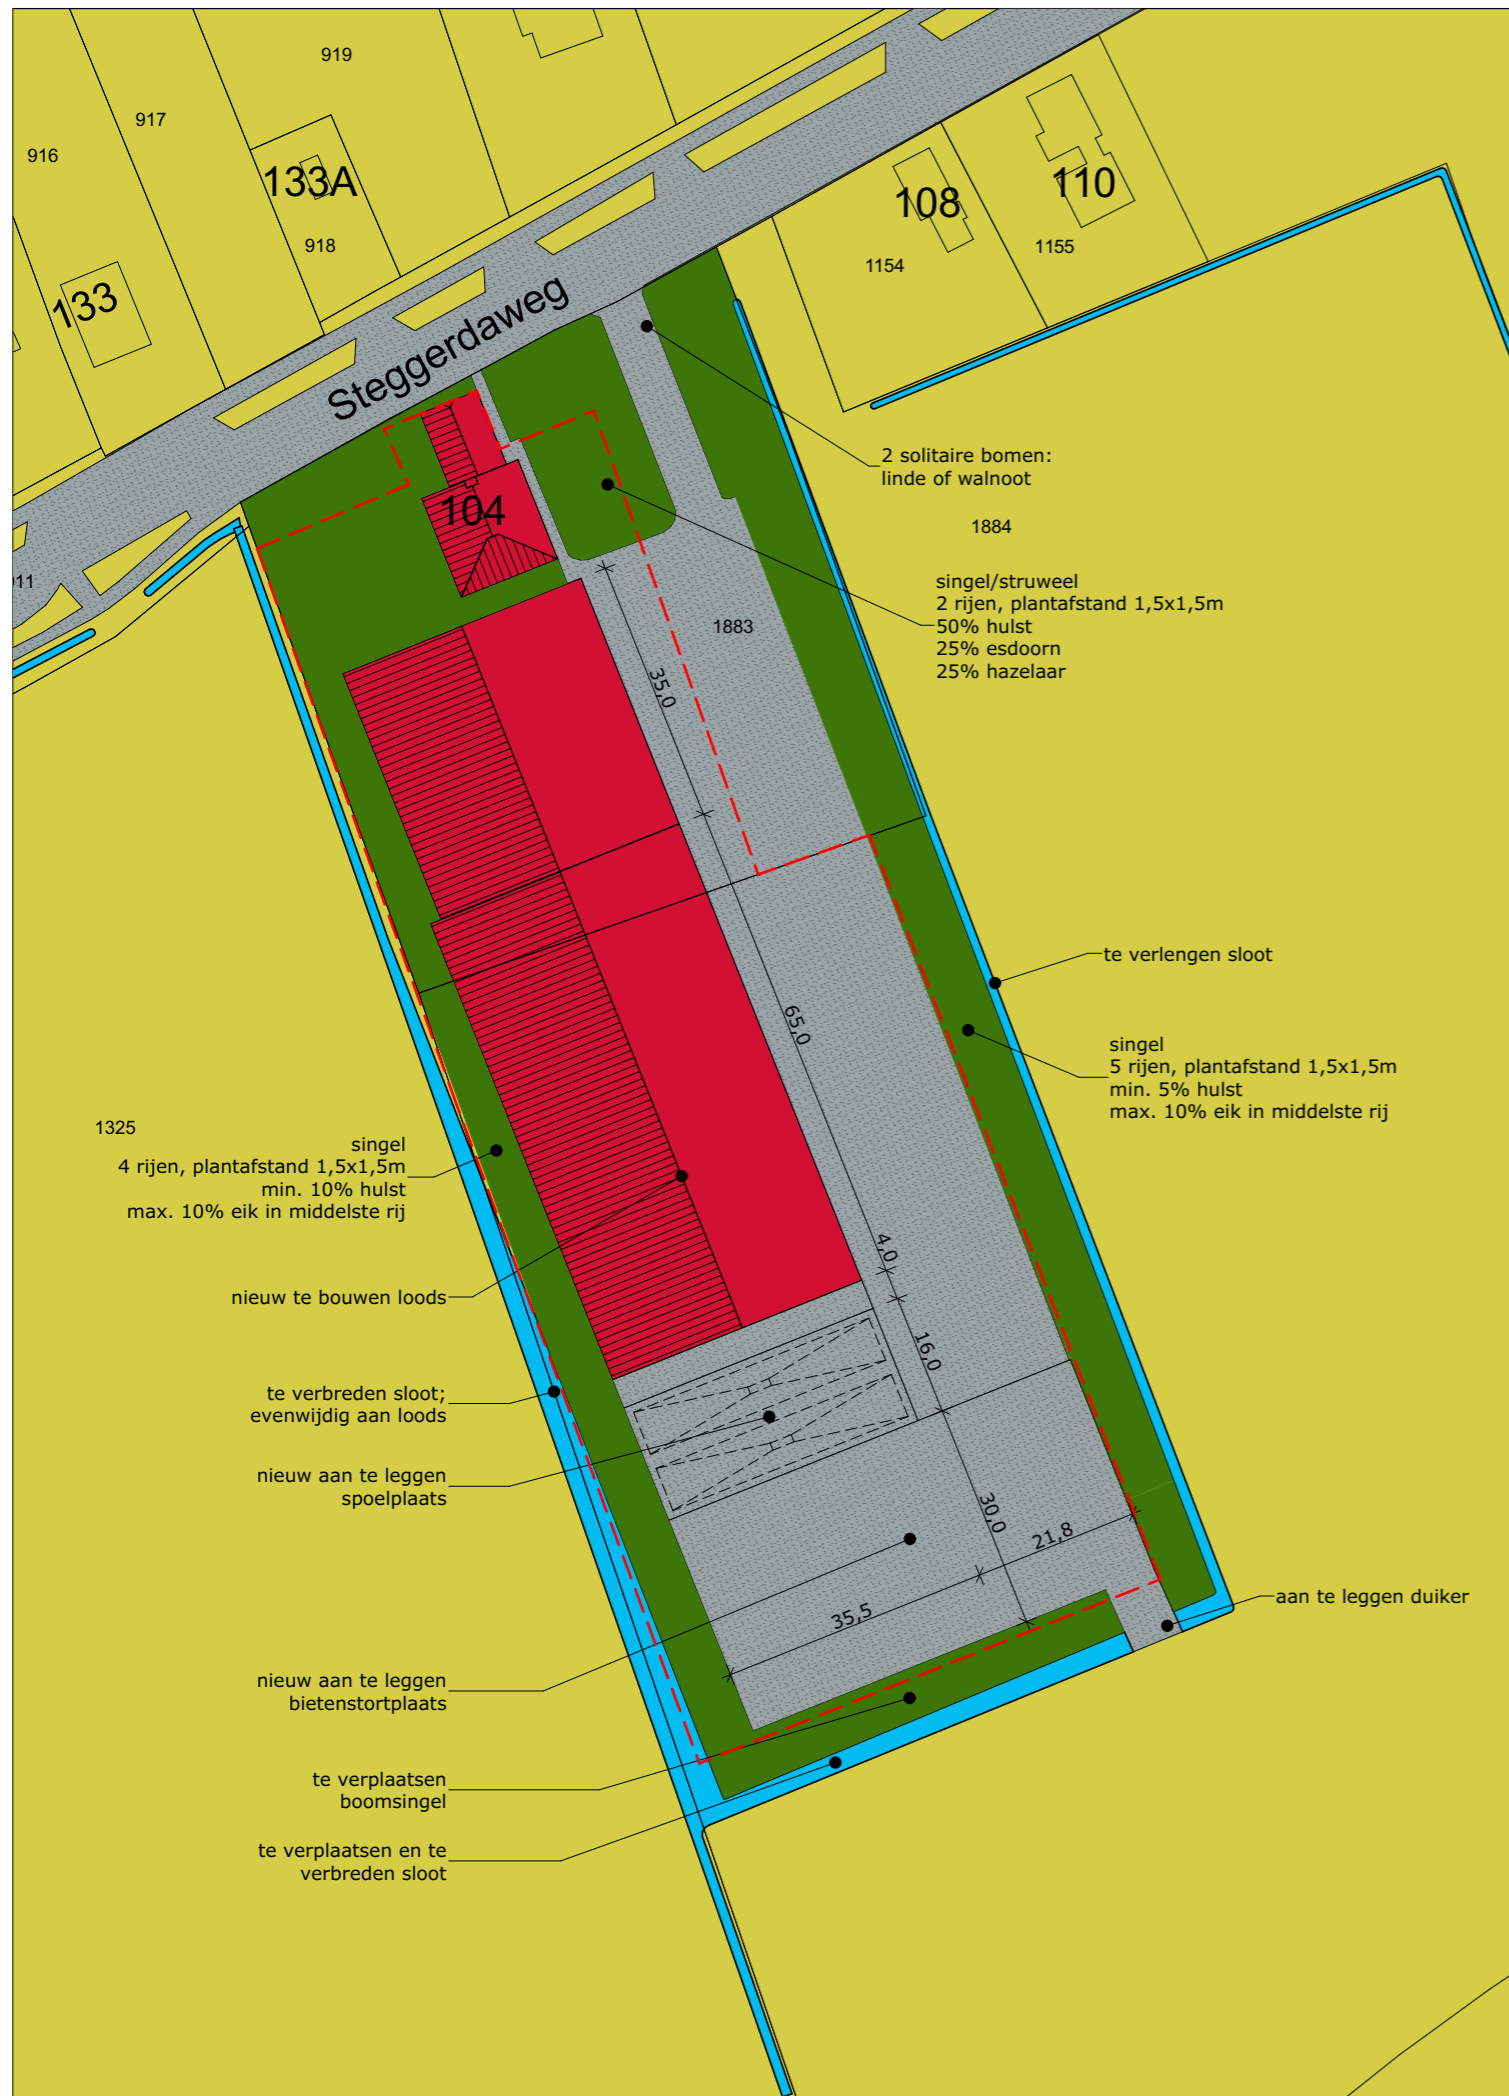 919
917
916
133A
918
133
108
110
1154
1155
Steggerdaweg
2 solitaire bomen:
linde of walnoot
104
1884
911
singel/struweel
2 rijen, plantafstand 1,5x1,5m
50% hulst
25% esdoorn
25% hazelaar
1883
35,0
te verlengen sloot
65,0
singel
5 rijen, plantafstand 1,5x1,5m
min. 5% hulst
max. 10% eik in middelste rij
1325
singel
4 rijen, plantafstand 1,5x1,5m
min. 10% hulst
max. 10% eik in middelste rij
4,0
nieuw te bouwen loods
16,0
te verbreden sloot;
evenwijdig aan loods
nieuw aan te leggen
spoelplaats
30,0
21,8
35,5
aan te leggen duiker
nieuw aan te leggen
bietenstortplaats
te verplaatsen
boomsingel
te verplaatsen en te
verbreden sloot